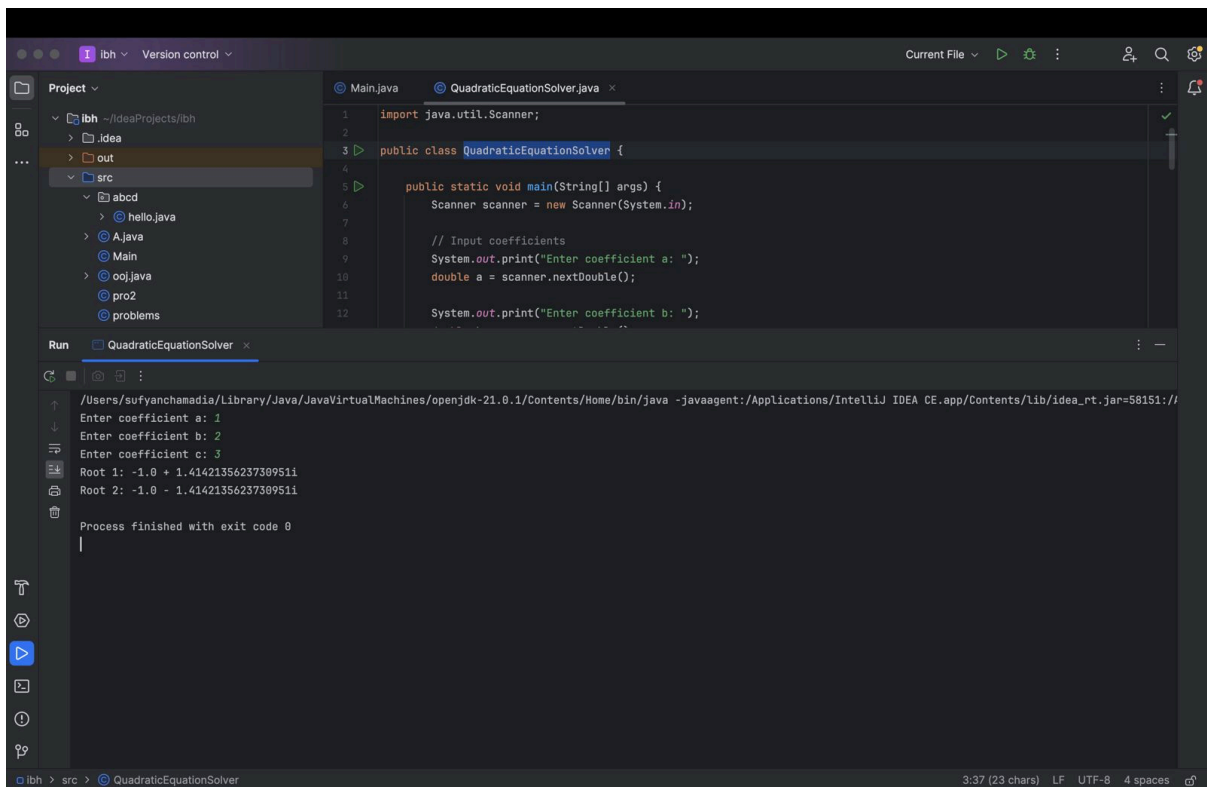 I ibh Version control Current File
Project
ibh ~/IdeaProjects/ibh
.idea
out
src
abcd
hello.java
A.java
Main
ooj.java
pro2
problems
Main.java QuadraticEquationSolver.java
1 import java.util.Scanner;
2
3 public class QuadraticEquationSolver {
4
5 public static void main(String[] args) {
6 Scanner scanner = new Scanner(System.in);
7
8 // Input coefficients
9 System.out.print("Enter coefficient a: ");
10 double a = scanner.nextDouble();
11
12 System.out.print("Enter coefficient b: ");
Run QuadraticEquationSolver
/Users/sufyanchamadia/Library/Java/JavaVirtualMachines/openjdk-21.0.1/Contents/Home/bin/java -javaagent:/Applications/IntelliJ IDEA CE.app/Contents/lib/idea_rt.jar=58151:/
Enter coefficient a: 1
Enter coefficient b: 2
Enter coefficient c: 3
Root 1: -1.0 + 1.4142135623730951i
Root 2: -1.0 - 1.4142135623730951i
Process finished with exit code 0
ibh > src > QuadraticEquationSolver 3:37 (23 chars) LF UTF-8 4 spaces